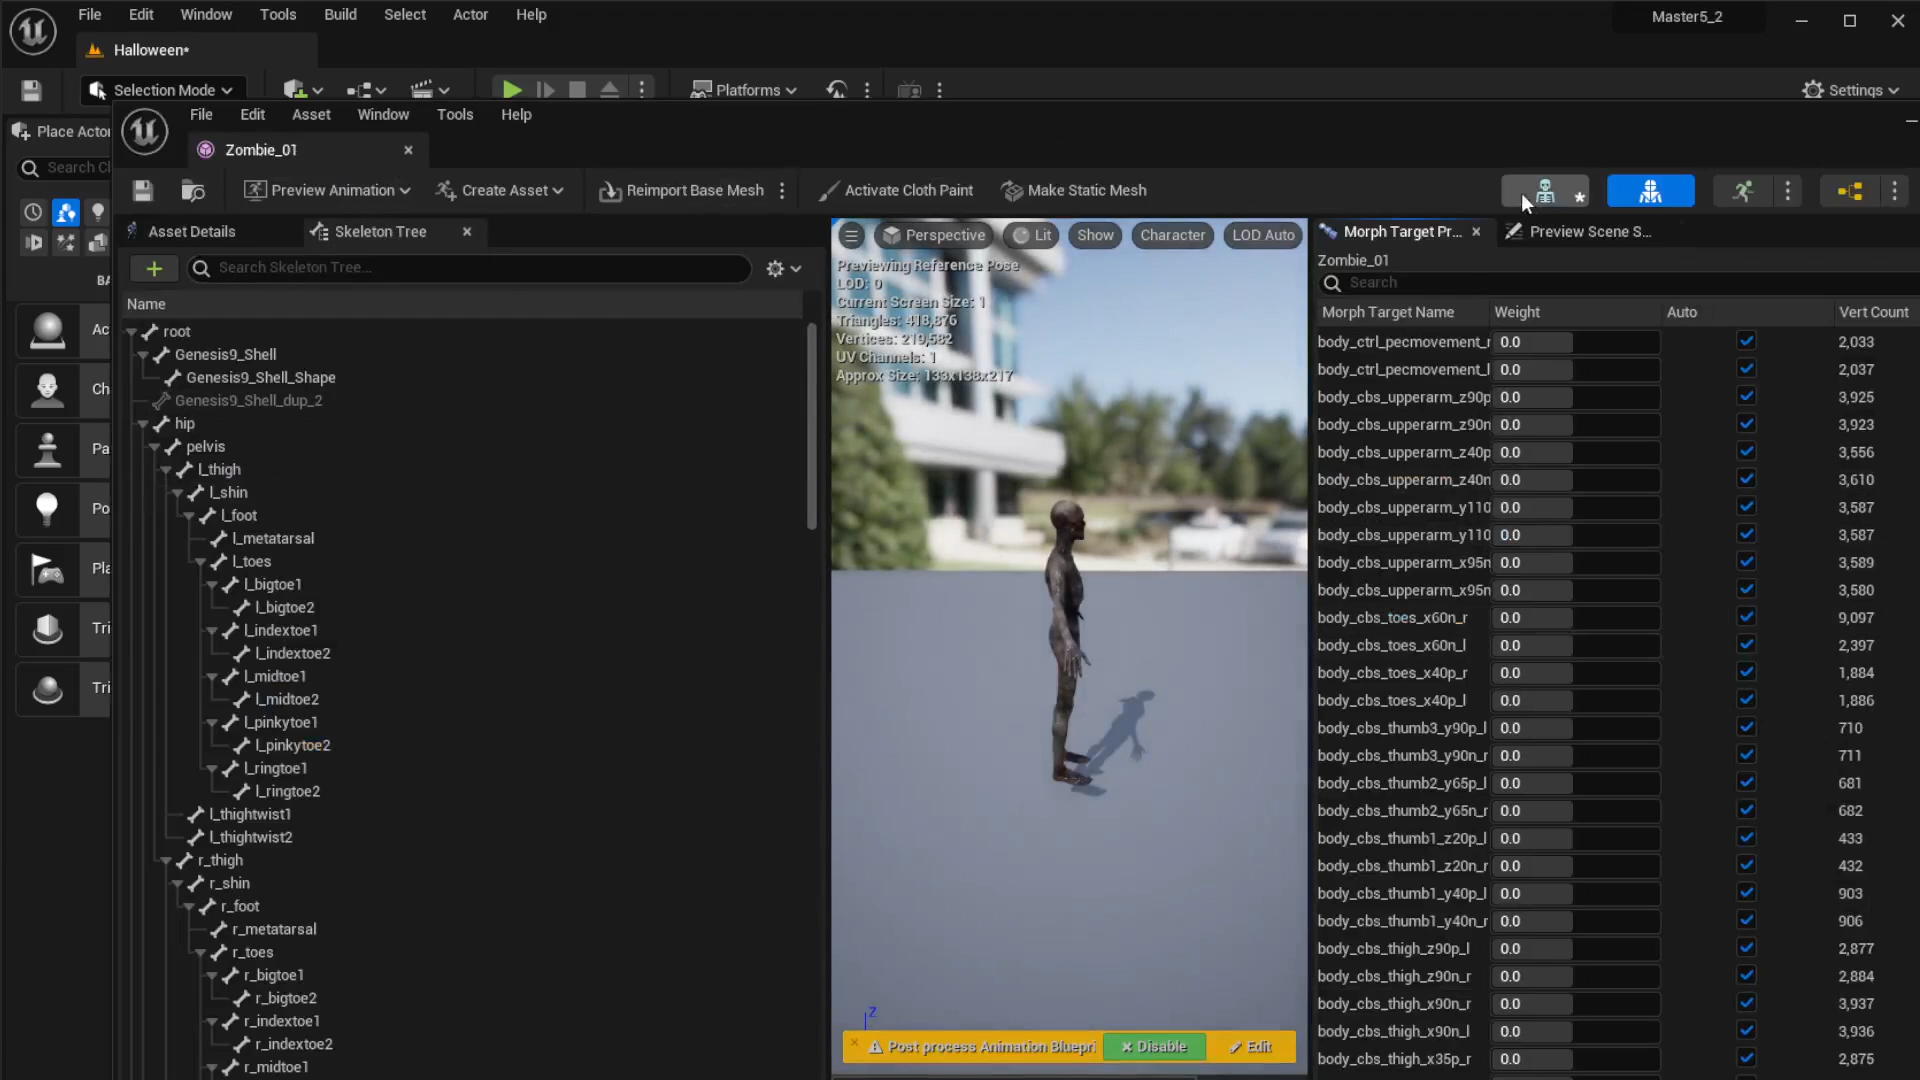 File Edit Window Tools Build Select Actor Help
Master5_2
Halloween*
Selection Mode
Platforms
Settings
File Edit Asset Window Tools Help
Place Actor
Zombie_01
Search Cl
Preview Animation
Create Asset
Reimport Base Mesh
Activate Cloth Paint
Make Static Mesh
Asset Details
Skeleton Tree
Perspective
Lit
Show
Character
LOD Auto
Morph Target Pr...
Preview Scene S...
Search Skeleton Tree...
Previewing Reference Pose
LOD: 0
Current Screen Size: 1
Triangles: 418,876
Vertices: 219,582
UV Channels: 1
Approx Size: 133x138x217
Zombie_01
Search
BA
Ac
Ch
Pa
Po
Pla
Tri
Tri
Name
root
Genesis9_Shell
Genesis9_Shell_Shape
Genesis9_Shell_dup_2
hip
pelvis
l_thigh
l_shin
l_foot
l_metatarsal
l_toes
l_bigtoe1
l_bigtoe2
l_indextoe1
l_indextoe2
l_midtoe1
l_midtoe2
l_pinkytoe1
l_pinkytoe2
l_ringtoe1
l_ringtoe2
l_thightwist1
l_thightwist2
r_thigh
r_shin
r_foot
r_metatarsal
r_toes
r_bigtoe1
r_bigtoe2
r_indextoe1
r_indextoe2
r_midtoe1
Z
Post process Animation Bluepri
Disable
Edit
Morph Target Name Weight Auto Vert Count
body_ctrl_pecmovement_r 0.0 2,033
body_ctrl_pecmovement_l 0.0 2,037
body_cbs_upperarm_z90p 0.0 3,925
body_cbs_upperarm_z90n 0.0 3,923
body_cbs_upperarm_z40p 0.0 3,556
body_cbs_upperarm_z40n 0.0 3,610
body_cbs_upperarm_y110 0.0 3,587
body_cbs_upperarm_y110 0.0 3,587
body_cbs_upperarm_x95n 0.0 3,589
body_cbs_upperarm_x95n 0.0 3,580
body_cbs_toes_x60n_r 0.0 9,097
body_cbs_toes_x60n_l 0.0 2,397
body_cbs_toes_x40p_r 0.0 1,884
body_cbs_toes_x40p_l 0.0 1,886
body_cbs_thumb3_y90p_l 0.0 710
body_cbs_thumb3_y90n_r 0.0 711
body_cbs_thumb2_y65p_l 0.0 681
body_cbs_thumb2_y65n_r 0.0 682
body_cbs_thumb1_z20p_l 0.0 433
body_cbs_thumb1_z20n_r 0.0 432
body_cbs_thumb1_y40p_l 0.0 903
body_cbs_thumb1_y40n_r 0.0 906
body_cbs_thigh_z90p_l 0.0 2,877
body_cbs_thigh_z90n_r 0.0 2,884
body_cbs_thigh_x90n_r 0.0 3,937
body_cbs_thigh_x90n_l 0.0 3,936
body_cbs_thigh_x35p_r 0.0 2,875